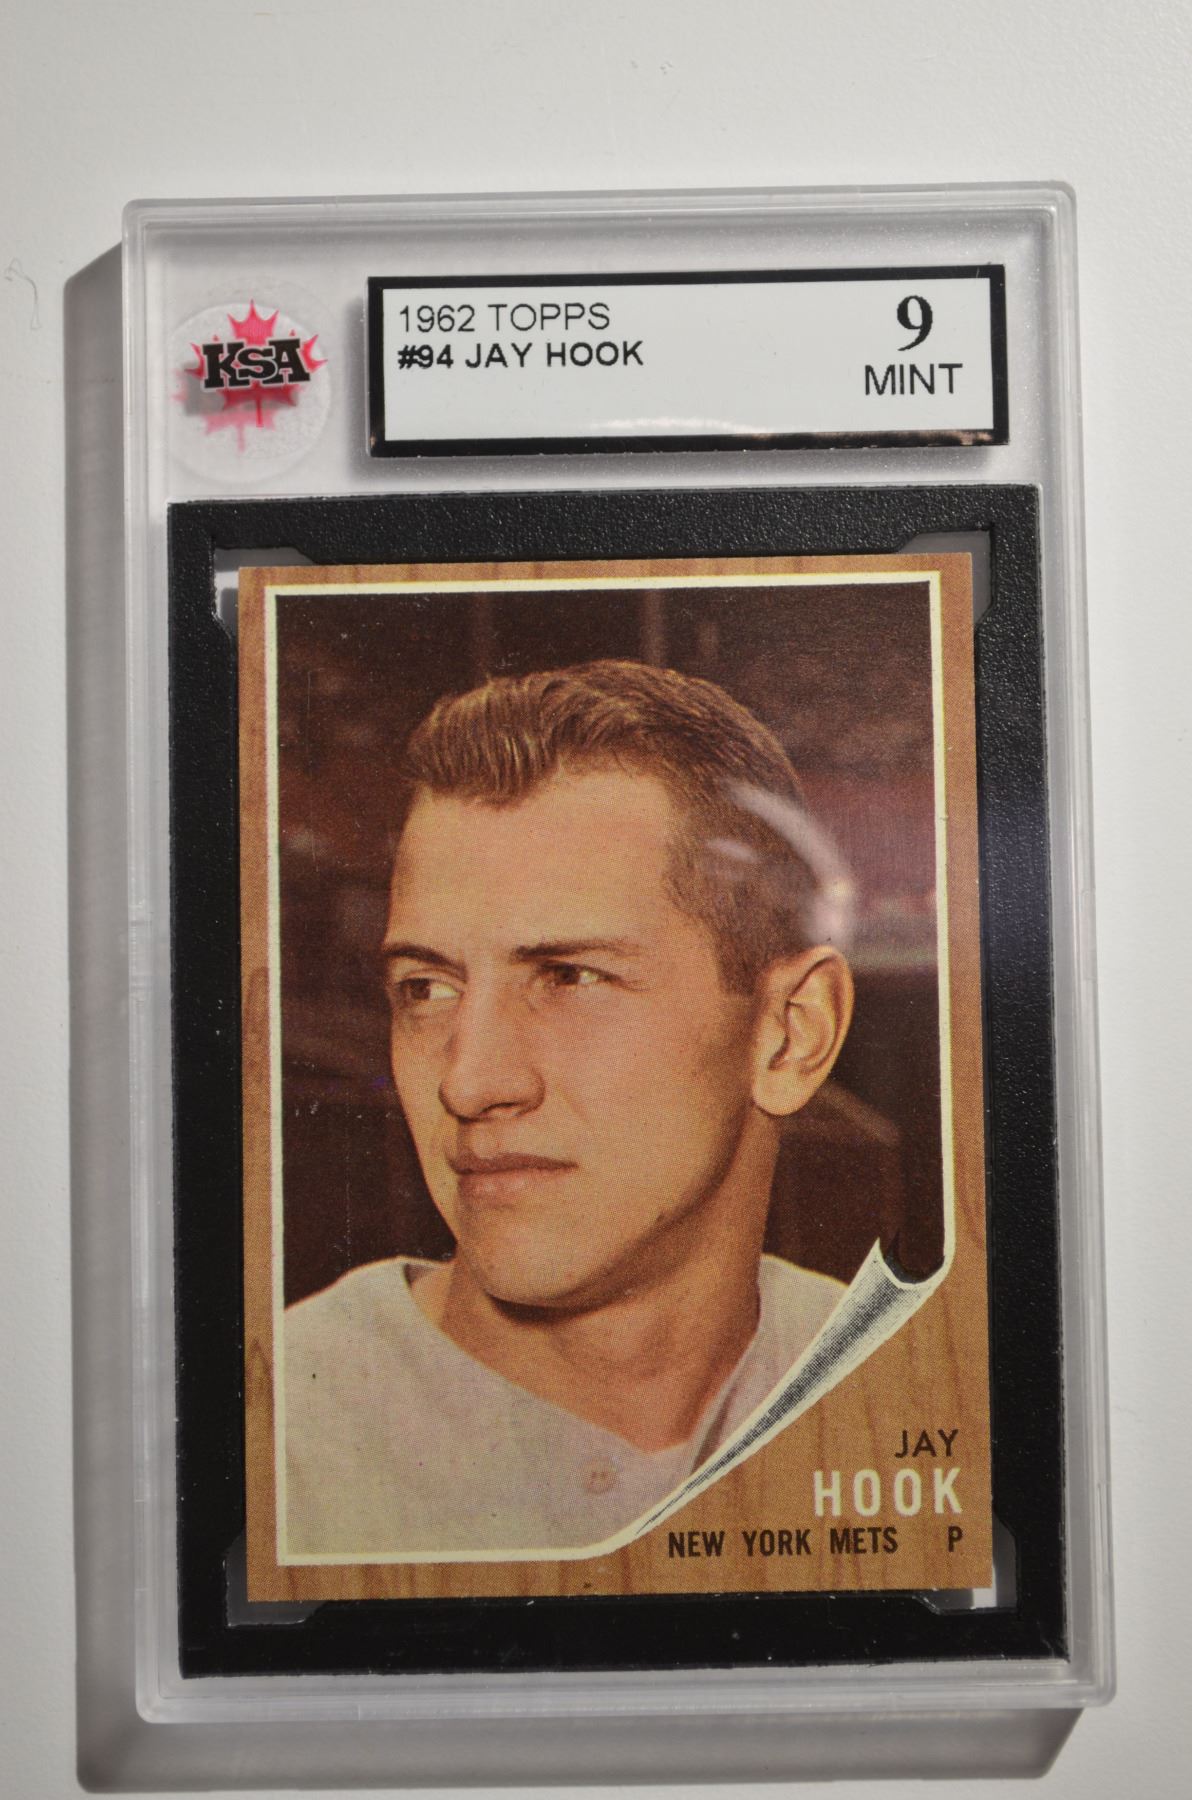 KSA
1962 TOPPS
#94 JAY HOOK
9
MINT
JAY
HOOK
NEW YORK METS P